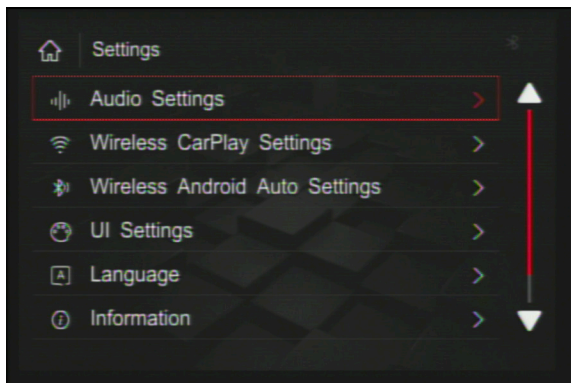 Settings
Audio Settings
Wireless CarPlay Settings
Wireless Android Auto Settings
UI Settings
A Language
Information